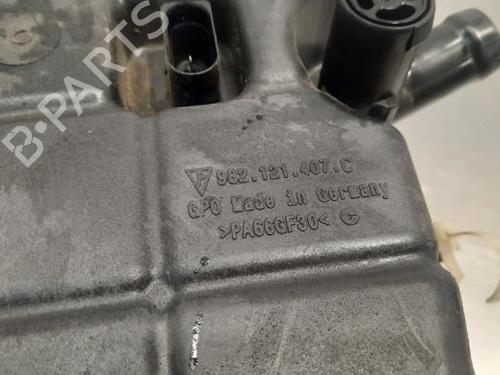 B-PARTS
982.121.407.C
GPO Made in Germany
>PA66GF30<